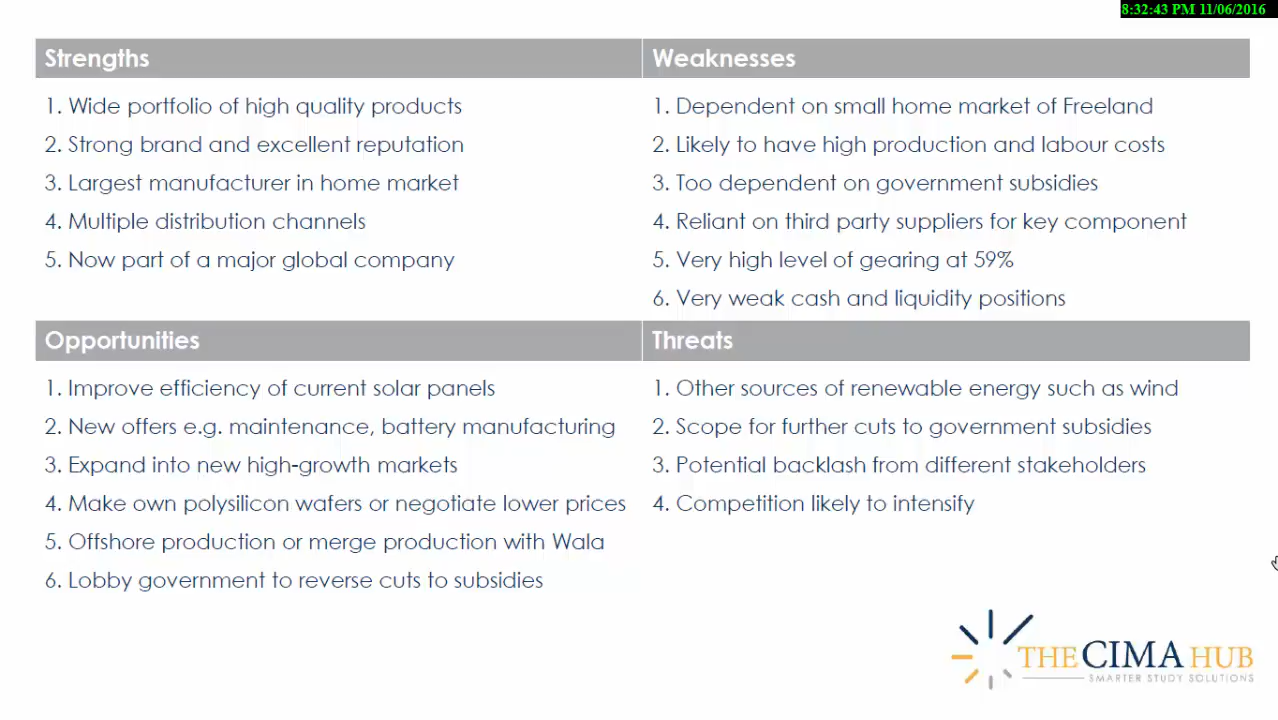 8:32:43 PM 11/06/2016
Strengths
1. Wide portfolio of high quality products
2. Strong brand and excellent reputation
3. Largest manufacturer in home market
4. Multiple distribution channels
5. Now part of a major global company
Weaknesses
1. Dependent on small home market of Freeland
2. Likely to have high production and labour costs
3. Too dependent on government subsidies
4. Reliant on third party suppliers for key component
5. Very high level of gearing at 59%
6. Very weak cash and liquidity positions
Opportunities
1. Improve efficiency of current solar panels
2. New offers e.g. maintenance, battery manufacturing
3. Expand into new high-growth markets
4. Make own polysilicon wafers or negotiate lower prices
5. Offshore production or merge production with Wala
6. Lobby government to reverse cuts to subsidies
Threats
1. Other sources of renewable energy such as wind
2. Scope for further cuts to government subsidies
3. Potential backlash from different stakeholders
4. Competition likely to intensify
THE CIMA HUB
SMARTER STUDY SOLUTIONS